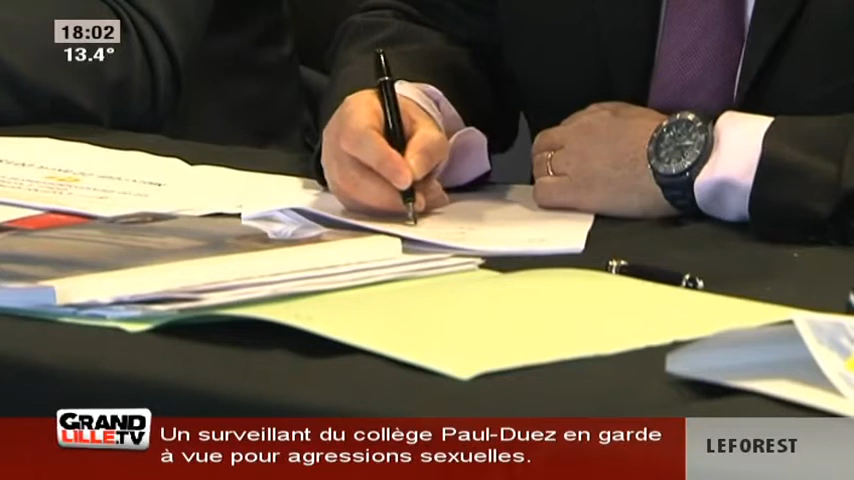 18:02
13.4°
GRAND
LILLE.TV
Un surveillant du collège Paul-Duez en garde
à vue pour agressions sexuelles.
LEFOREST